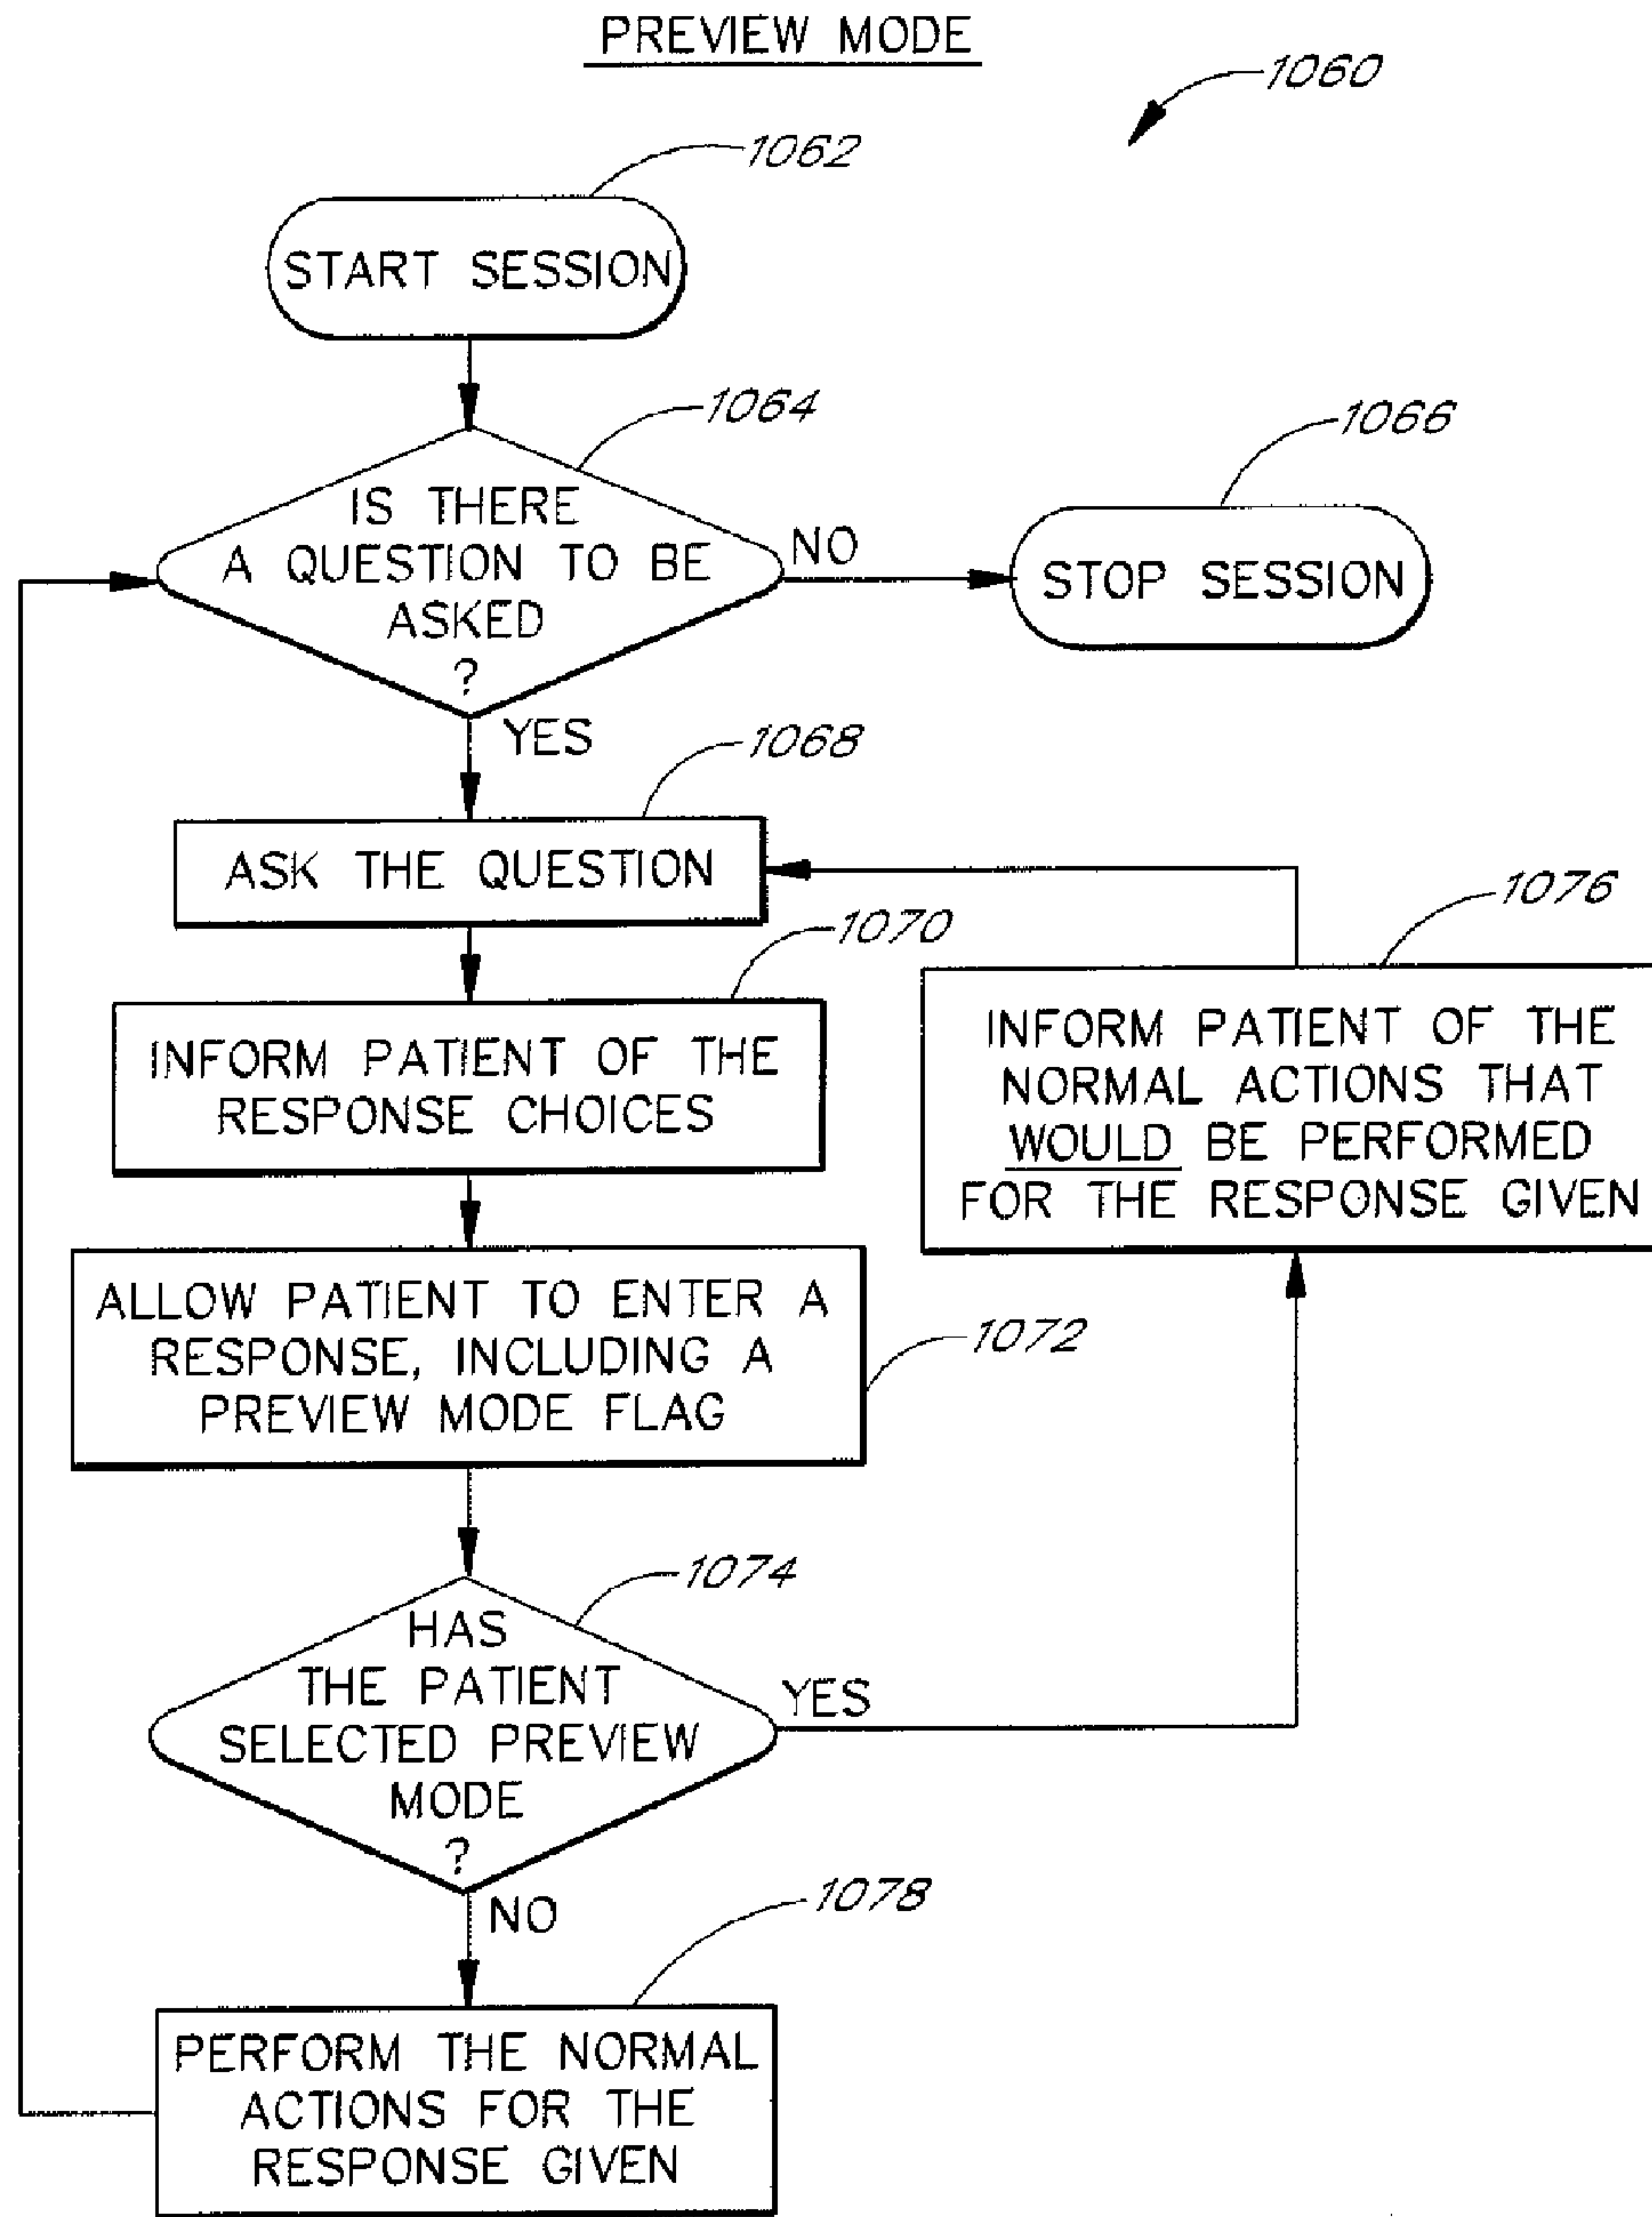 PREVIEW MODE
1060
1062
START SESSION
1064
IS THERE
A QUESTION TO BE
ASKED
?
NO
1066
STOP SESSION
YES
1068
ASK THE QUESTION
1070
INFORM PATIENT OF THE
RESPONSE CHOICES
1076
INFORM PATIENT OF THE
NORMAL ACTIONS THAT
WOULD BE PERFORMED
FOR THE RESPONSE GIVEN
ALLOW PATIENT TO ENTER A
RESPONSE, INCLUDING A
PREVIEW MODE FLAG
1072
1074
HAS
THE PATIENT
SELECTED PREVIEW
MODE
?
YES
NO
1078
PERFORM THE NORMAL
ACTIONS FOR THE
RESPONSE GIVEN